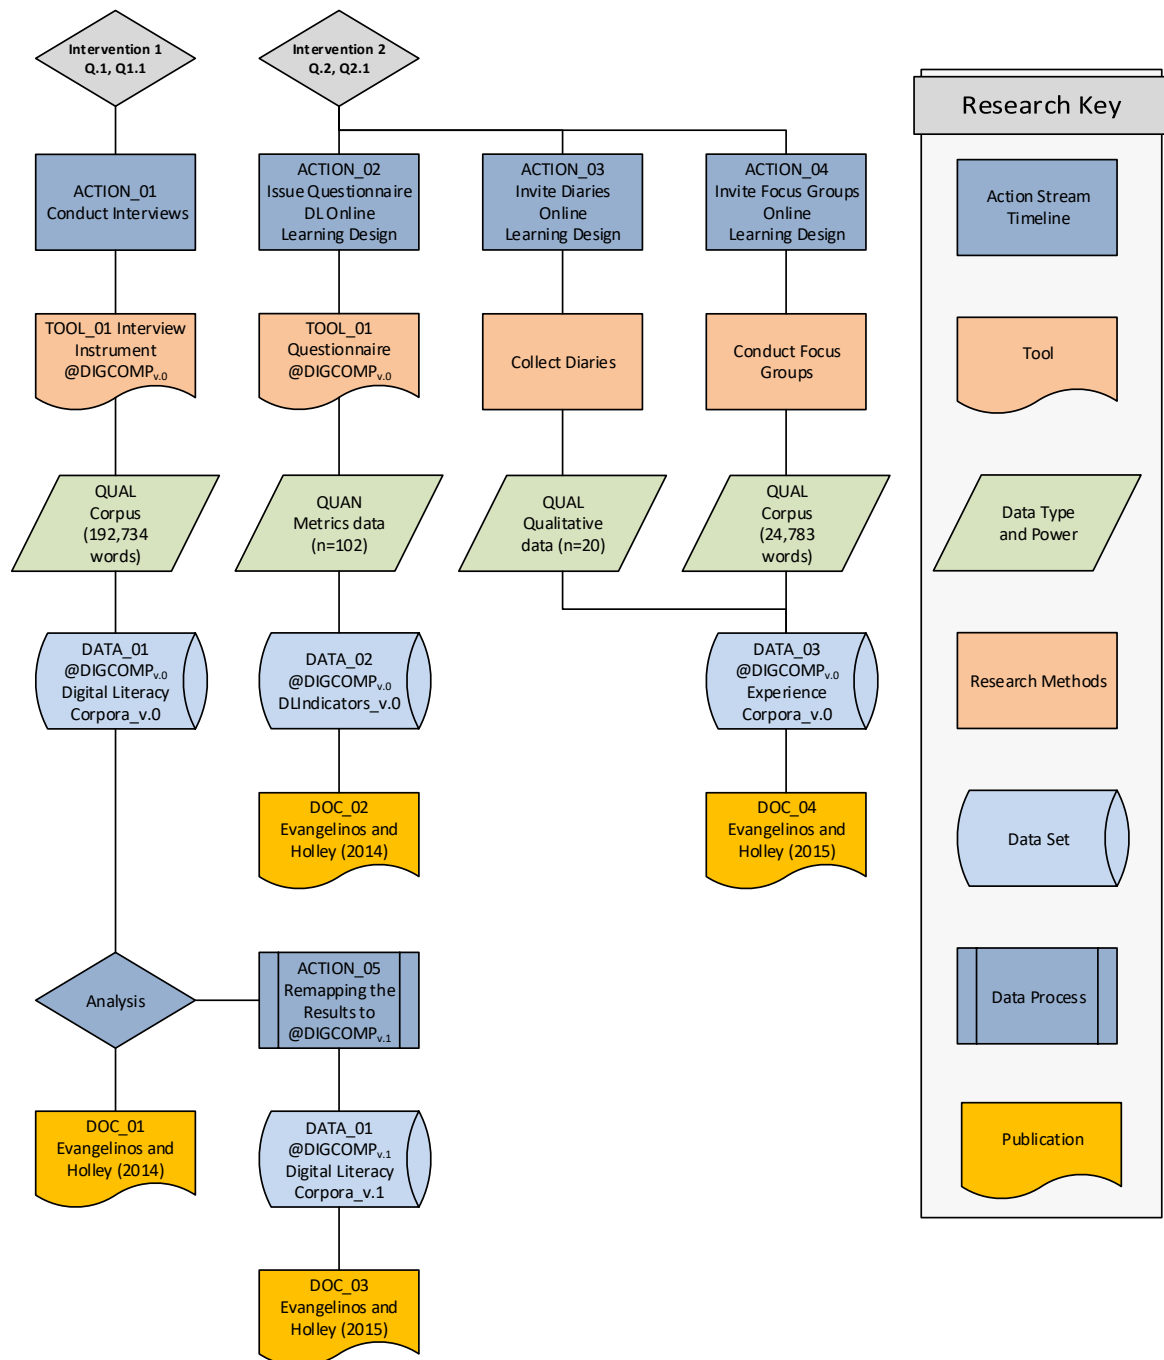 Intervention 1
Q.1, Q1.1
Intervention 2
Q.2, Q2.1
Research Key
ACTION_01
Conduct Interviews
ACTION_02
Issue Questionnaire
DL Online
Learning Design
ACTION_03
Invite Diaries
Online
Learning Design
ACTION_04
Invite Focus Groups
Online
Learning Design
Action Stream
Timeline
TOOL_01 Interview
Instrument
@DIGCOMPv.0
TOOL_01
Questionnaire
@DIGCOMPv.0
Collect Diaries
Conduct Focus
Groups
Tool
QUAL
Corpus
(192,734
words)
QUAN
Metrics data
(n=102)
QUAL
Qualitative
data (n=20)
QUAL
Corpus
(24,783
words)
Data Type
and Power
DATA_01
@DIGCOMPv.0
Digital Literacy
Corpora_v.0
DATA_02
@DIGCOMPv.0
DLIndicators_v.0
DATA_03
@DIGCOMPv.0
Experience
Corpora_v.0
Research Methods
DOC_02
Evangelinos and
Holley (2014)
DOC_04
Evangelinos and
Holley (2015)
Data Set
Analysis
ACTION_05
Remapping the
Results to
@DIGCOMPv.1
Data Process
DOC_01
Evangelinos and
Holley (2014)
DATA_01
@DIGCOMPv.1
Digital Literacy
Corpora_v.1
Publication
DOC_03
Evangelinos and
Holley (2015)